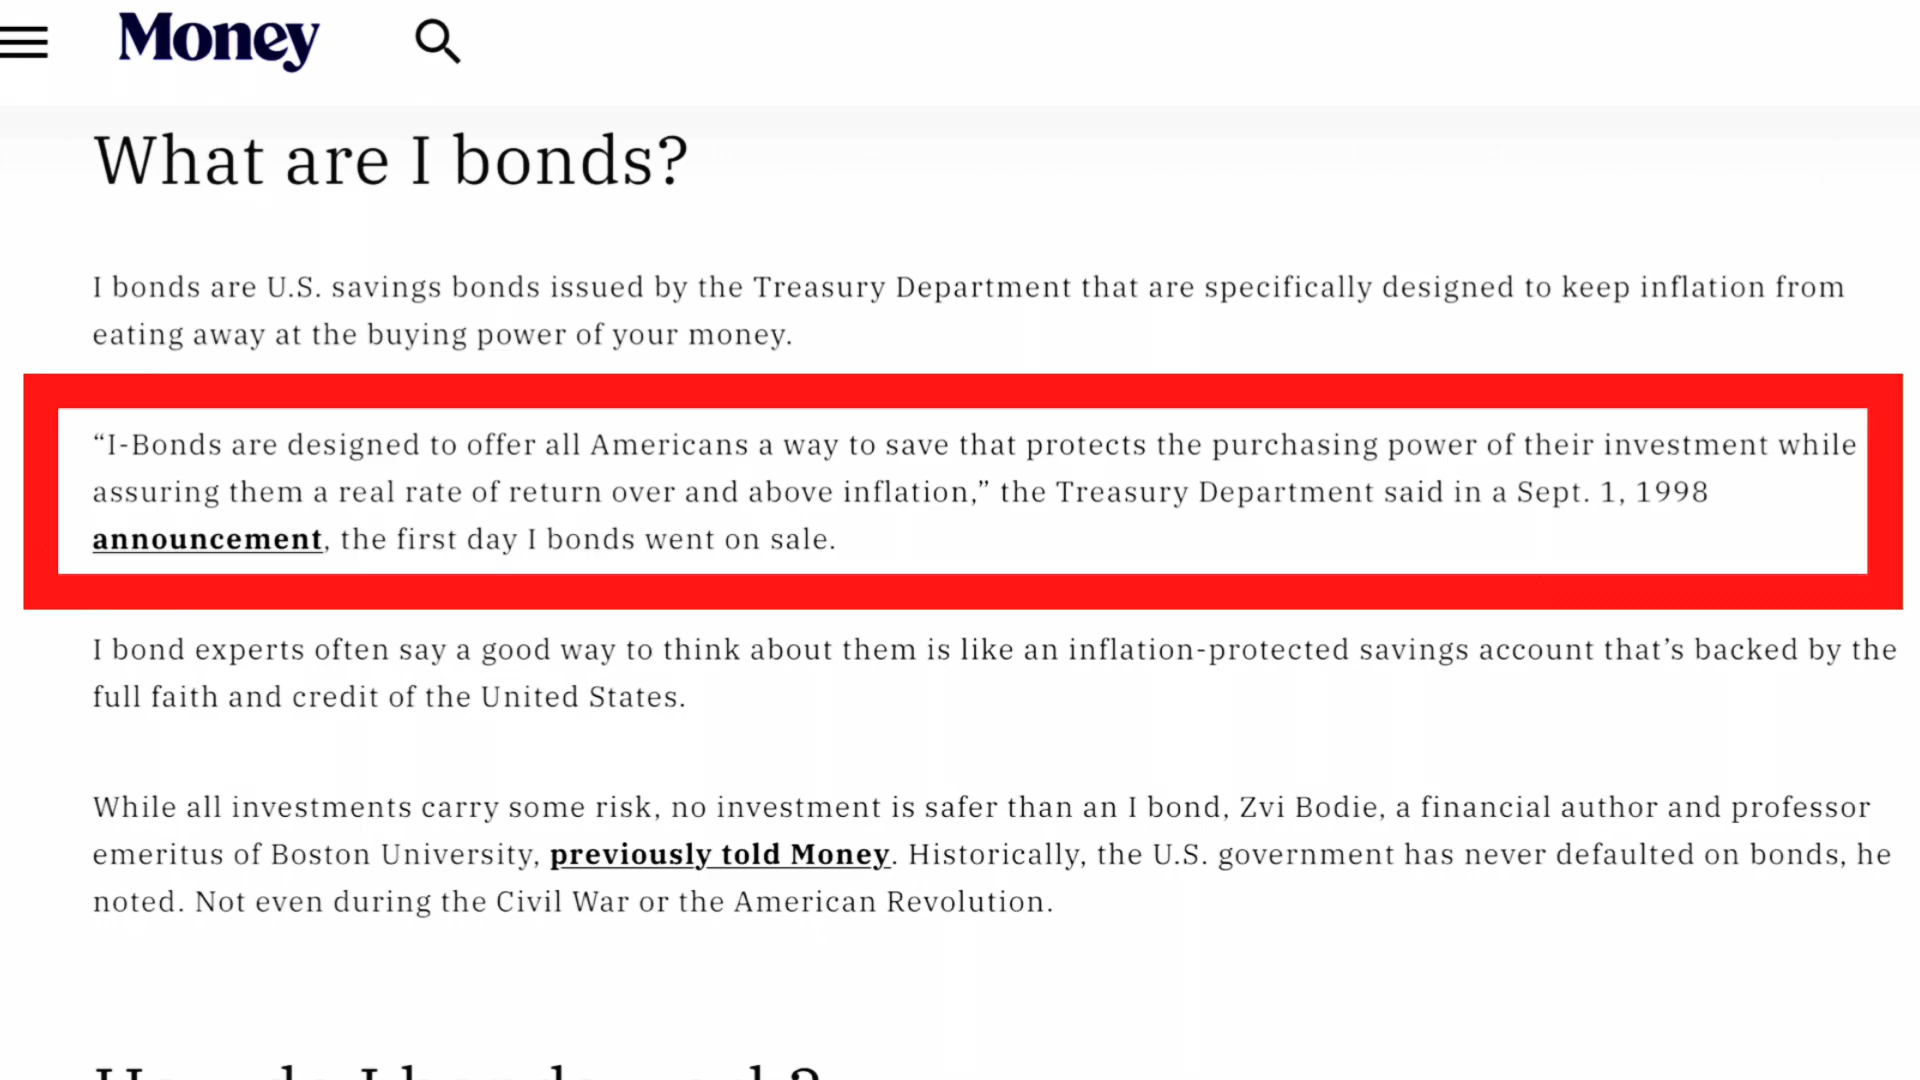 Money
What are I bonds?
I bonds are U.S. savings bonds issued by the Treasury Department that are specifically designed to keep inflation from
eating away at the buying power of your money.
“I-Bonds are designed to offer all Americans a way to save that protects the purchasing power of their investment while
assuring them a real rate of return over and above inflation,” the Treasury Department said in a Sept. 1, 1998
announcement, the first day I bonds went on sale.
I bond experts often say a good way to think about them is like an inflation-protected savings account that’s backed by the
full faith and credit of the United States.
While all investments carry some risk, no investment is safer than an I bond, Zvi Bodie, a financial author and professor
emeritus of Boston University, previously told Money. Historically, the U.S. government has never defaulted on bonds, he
noted. Not even during the Civil War or the American Revolution.